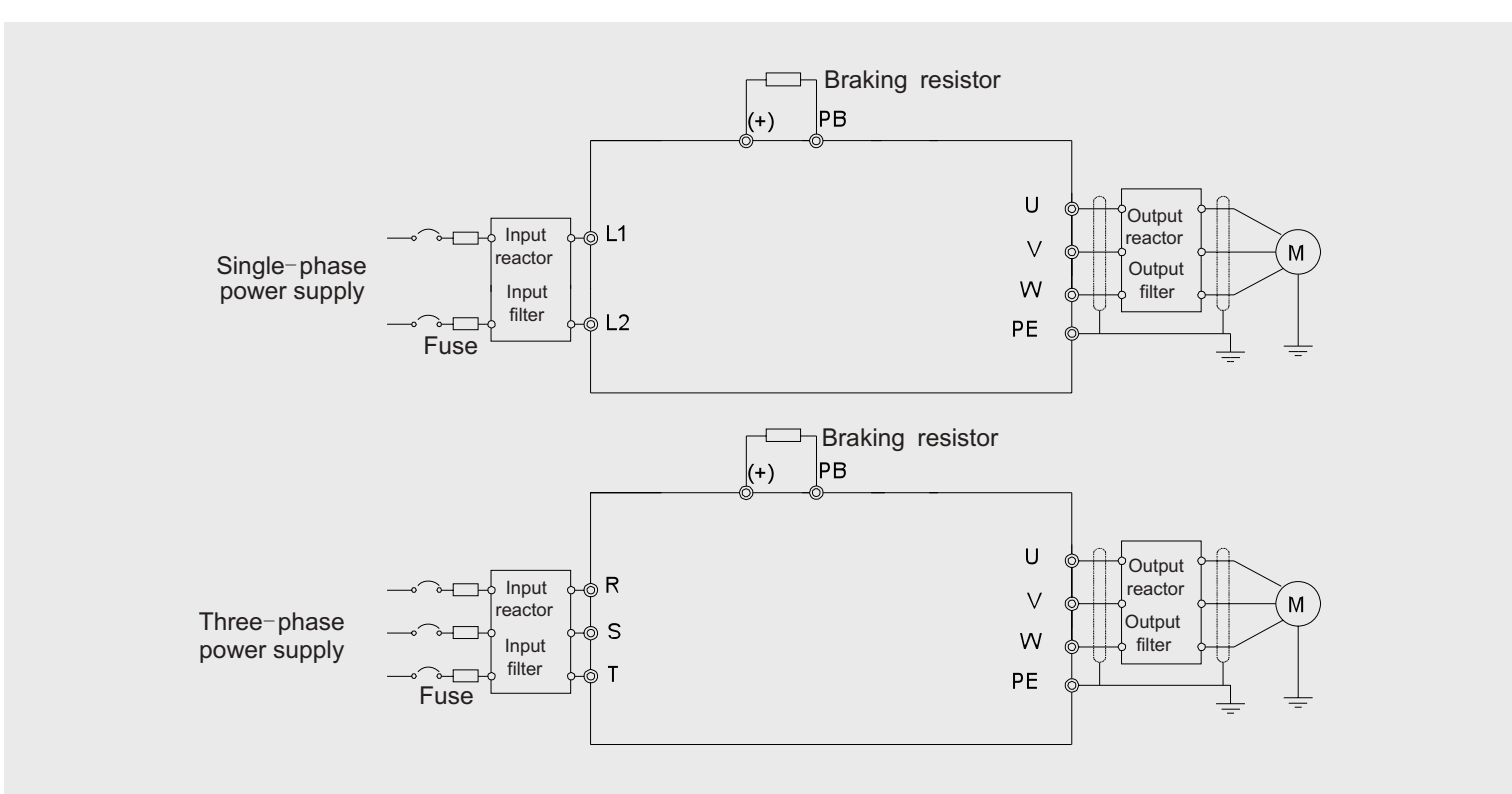 Braking resistor
(+) PB
Single-phase
power supply
Fuse
Input
reactor
Input
filter
L1
L2
U
V
W
PE
Output
reactor
Output
filter
M
Braking resistor
(+) PB
Three-phase
power supply
Fuse
Input
reactor
Input
filter
R
S
T
U
V
W
PE
Output
reactor
Output
filter
M